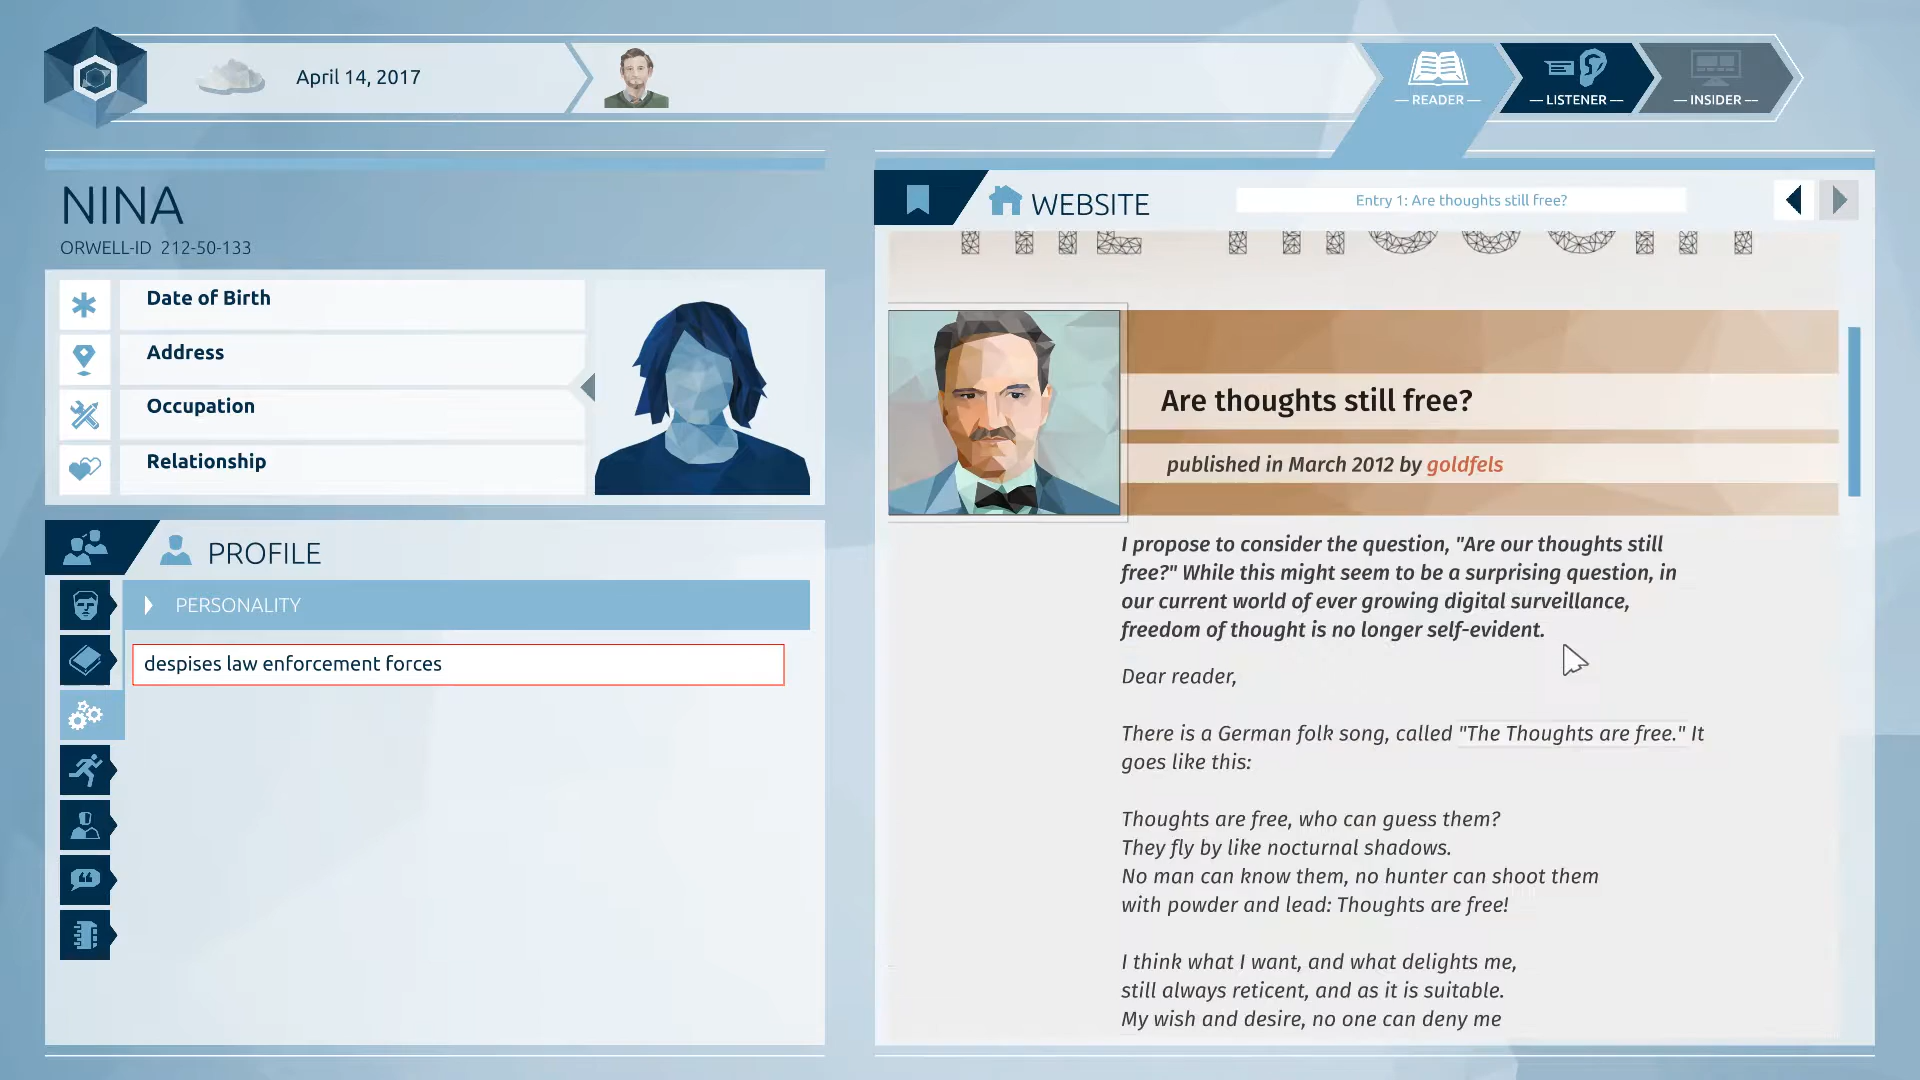 April 14, 2017
READER
LISTENER
INSIDER
NINA
ORWELL-ID 212-50-133
Date of Birth
Address
Occupation
Relationship
PROFILE
PERSONALITY
despises law enforcement forces
WEBSITE
Entry 1: Are thoughts still free?
Are thoughts still free?
published in March 2012 by goldfels
I propose to consider the question, "Are our thoughts still
free?" While this might seem to be a surprising question, in
our current world of ever growing digital surveillance,
freedom of thought is no longer self-evident.
Dear reader,
There is a German folk song, called "The Thoughts are free." It
goes like this:
Thoughts are free, who can guess them?
They fly by like nocturnal shadows.
No man can know them, no hunter can shoot them
with powder and lead: Thoughts are free!
I think what I want, and what delights me,
still always reticent, and as it is suitable.
My wish and desire, no one can deny me